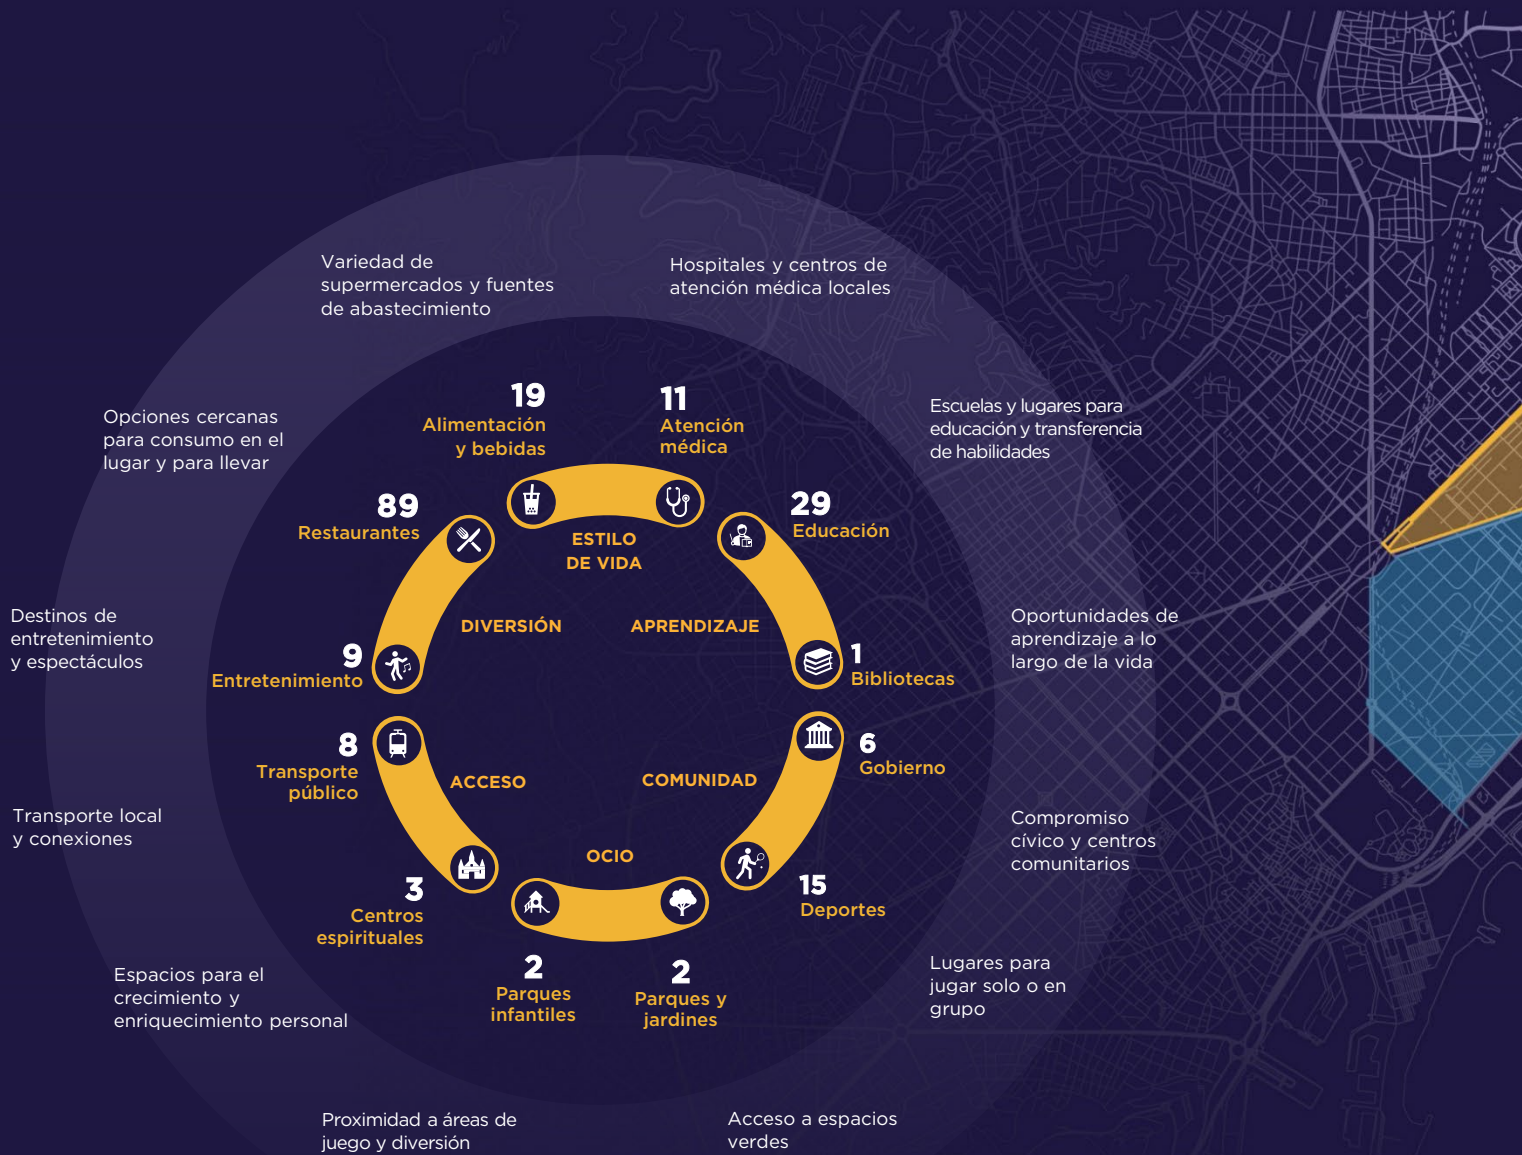 Variedad de
supermercados y fuentes
de abastecimiento
Hospitales y centros de
atención médica locales
Opciones cercanas
para consumo en el
lugar y para llevar
Escuelas y lugares para
educación y transferencia
de habilidades
19
Alimentación
y bebidas
11
Atención
médica
89
Restaurantes
29
Educación
ESTILO
DE VIDA
DIVERSIÓN
APRENDIZAJE
Destinos de
entretenimiento
y espectáculos
Oportunidades de
aprendizaje a lo
largo de la vida
9
Entretenimiento
1
Bibliotecas
8
Transporte
público
6
Gobierno
ACCESO
COMUNIDAD
Transporte local
y conexiones
Compromiso
cívico y centros
comunitarios
OCIO
3
Centros
espirituales
15
Deportes
2
Parques
infantiles
2
Parques y
jardines
Espacios para el
crecimiento y
enriquecimiento personal
Lugares para
jugar solo o en
grupo
Proximidad a áreas de
juego y diversión
Acceso a espacios
verdes